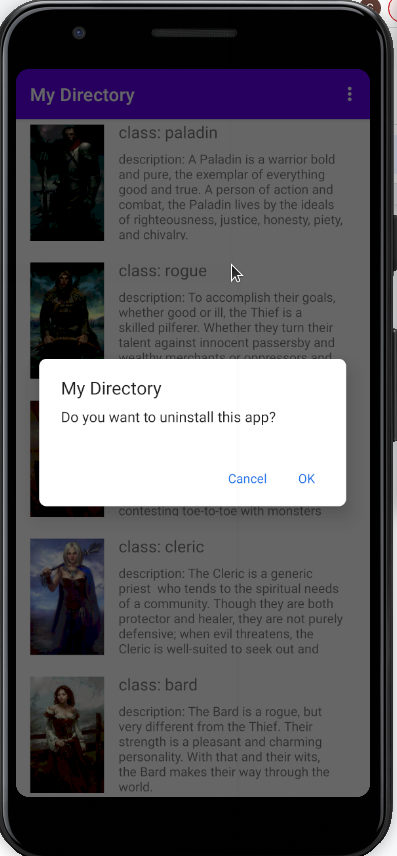 My Directory
class: paladin
description: A Paladin is a warrior bold
and pure, the exemplar of everything
good and true. A person of action and
combat, the Paladin lives by the ideals
of righteousness, justice, honesty, piety,
and chivalry.
class: rogue
description: To accomplish their goals,
whether good or ill, the Thief is a
skilled pilferer. Whether they turn their
talent against innocent passersby and
wealthy merchants or oppressors and
My Directory
Do you want to uninstall this app?
Cancel OK
contesting toe-to-toe with monsters
class: cleric
description: The Cleric is a generic
priest  who tends to the spiritual needs
of a community. Though they are both
protector and healer, they are not purely
defensive; when evil threatens, the
Cleric is well-suited to seek out and
class: bard
description: The Bard is a rogue, but
very different from the Thief. Their
strength is a pleasant and charming
personality. With that and their wits,
the Bard makes their way through the
world.